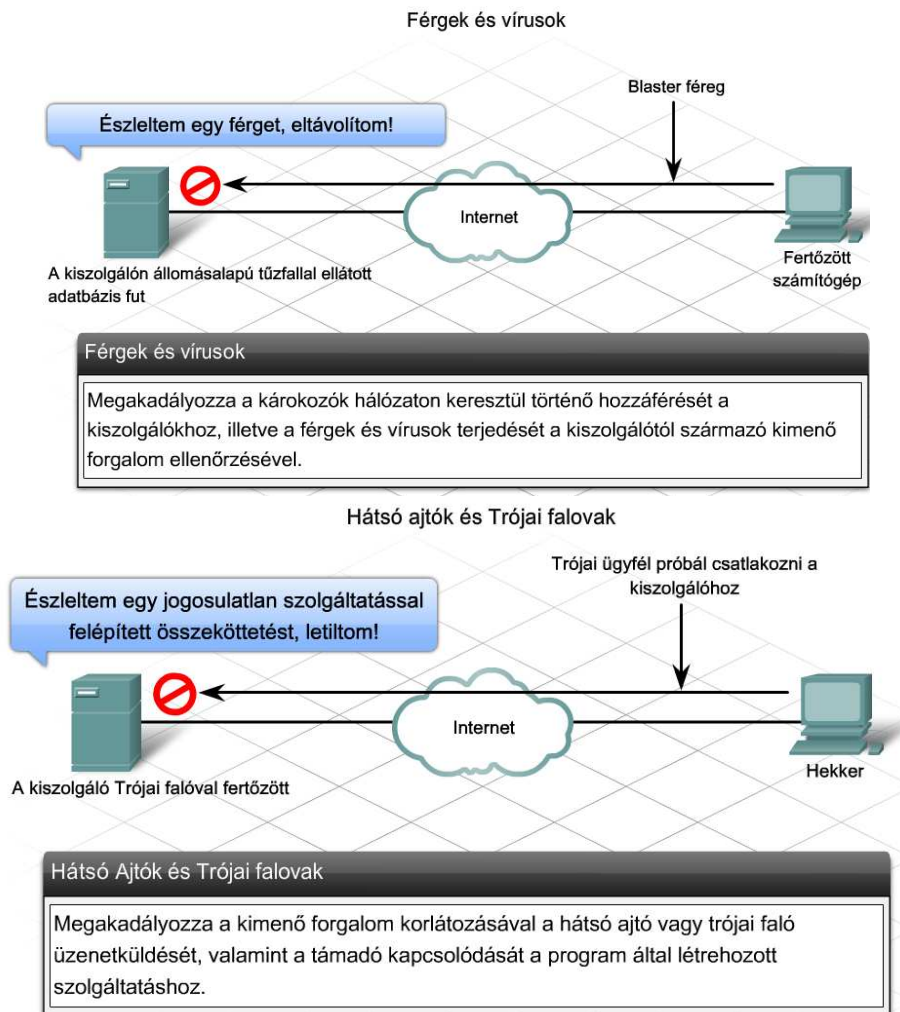 Férgek és vírusok
Blaster féreg
Észleltem egy férget, eltávolítom!
Internet
A kiszolgálón állomásalapú tűzfallal ellátott
adatbázis fut
Fertőzött
számítógép
Férgek és vírusok
Megakadályozza a károkozók hálózaton keresztül történő hozzáférését a
kiszolgálókhoz, illetve a férgek és vírusok terjedését a kiszolgálótól származó kimenő
forgalom ellenőrzésével.
Hátsó ajtók és Trójai falovak
Trójai ügyfél próbál csatlakozni a
kiszolgálóhoz
Észleltem egy jogosulatlan szolgáltatással
felépített összeköttetést, letiltom!
Internet
A kiszolgáló Trójai falóval fertőzött
Hekker
Hátsó Ajtók és Trójai falovak
Megakadályozza a kimenő forgalom korlátozásával a hátsó ajtó vagy trójai faló
üzenetküldését, valamint a támadó kapcsolódását a program által létrehozott
szolgáltatáshoz.